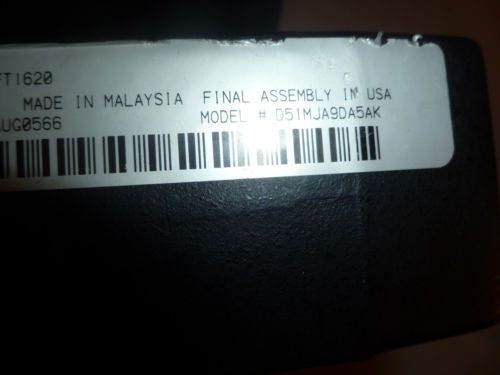 FT1620
MADE IN MALAYSIA FINAL ASSEMBLY IN USA
UG0566 MODEL # D51MJA9DA5AK